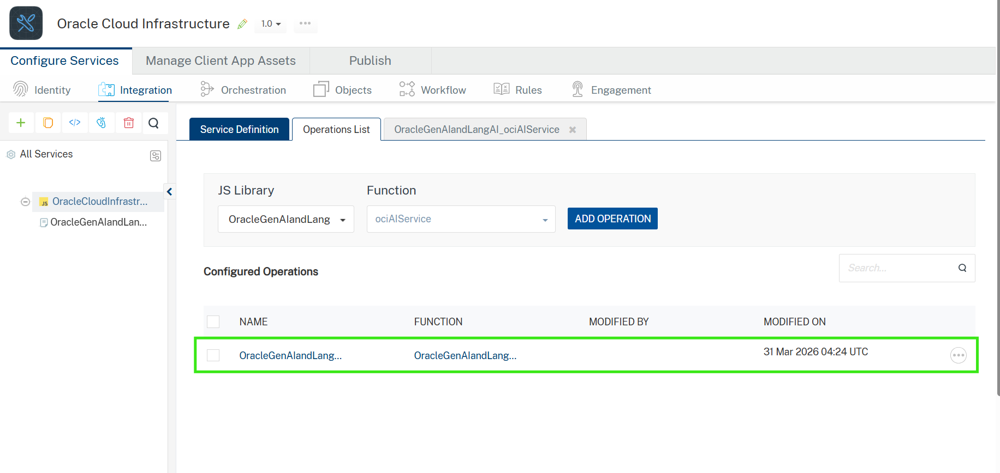 Oracle Cloud Infrastructure 1.0
Configure Services Manage Client App Assets Publish
Identity Integration Orchestration Objects Workflow Rules Engagement
Service Definition Operations List OracleGenAIandLangAI_ociAIService
All Services
OracleCloudInfrastr...
OracleGenAIandLan...
JS Library Function
OracleGenAIandLang ociAIService ADD OPERATION
Configured Operations Search...
NAME FUNCTION MODIFIED BY MODIFIED ON
OracleGenAIandLang... OracleGenAIandLang... 31 Mar 2026 04:24 UTC